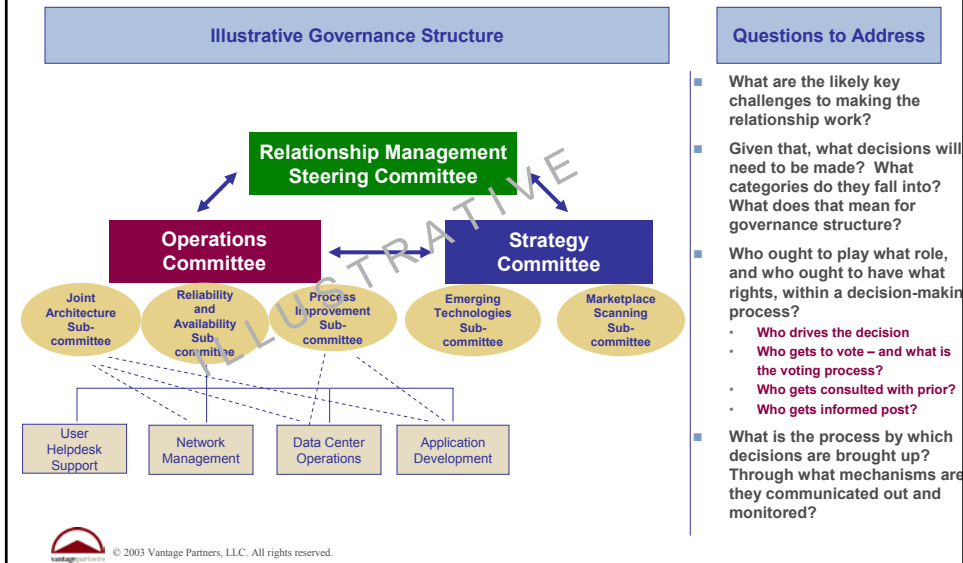 Illustrative Governance Structure
Relationship Management
Steering Committee
Operations
Committee
Strategy
Committee
Joint
Architecture
Sub-
committee
Reliability
and
Availability
Sub-
committee
Process
Improvement
Sub-
committee
Emerging
Technologies
Sub-
committee
Marketplace
Scanning
Sub-
committee
ILLUSTRATIVE
User
Helpdesk
Support
Network
Management
Data Center
Operations
Application
Development
Questions to Address
What are the likely key
challenges to making the
relationship work?
Given that, what decisions will
need to be made? What
categories do they fall into?
What does that mean for
governance structure?
Who ought to play what role,
and who ought to have what
rights, within a decision-makin
process?
• Who drives the decision
• Who gets to vote – and what is
the voting process?
• Who gets consulted with prior?
• Who gets informed post?
What is the process by which
decisions are brought up?
Through what mechanisms are
they communicated out and
monitored?
vantagepartners
© 2003 Vantage Partners, LLC. All rights reserved.